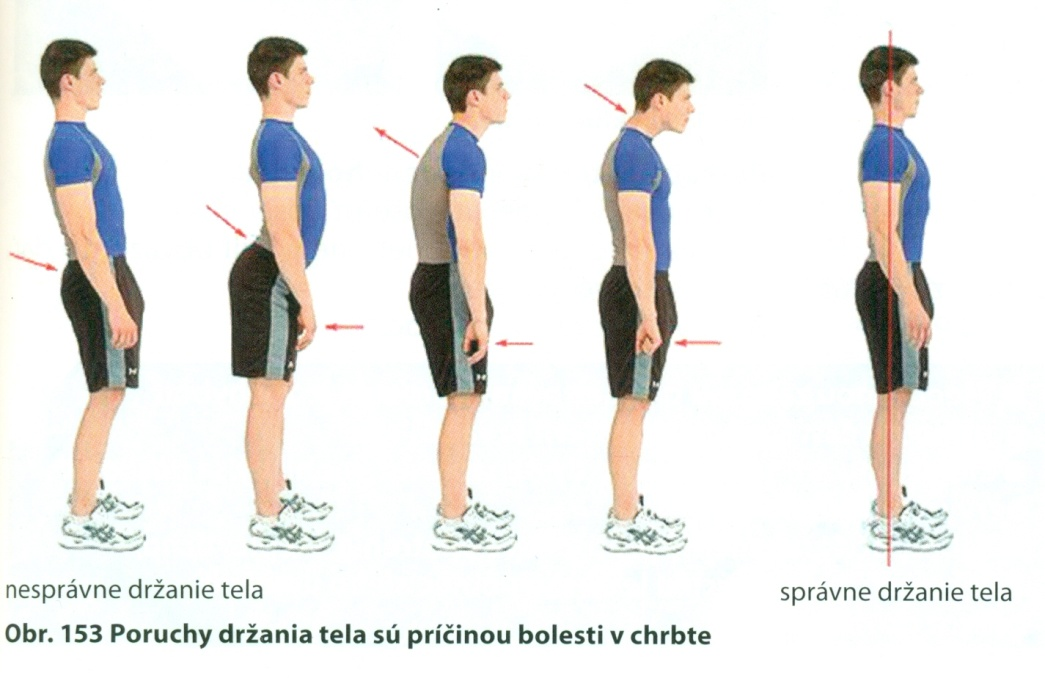 nesprávne držanie tela
správne držanie tela
Obr. 153 Poruchy držania tela sú príčinou bolesti v chrbte